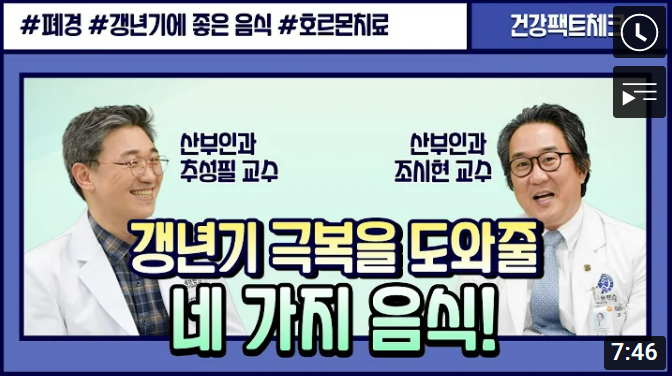 #폐경 #갱년기에 좋은 음식 #호르몬치료
건강팩트체크
산부인과
추성필 교수
산부인과
조시현 교수
갱년기 극복을 도와줄
네 가지 음식!
7:46